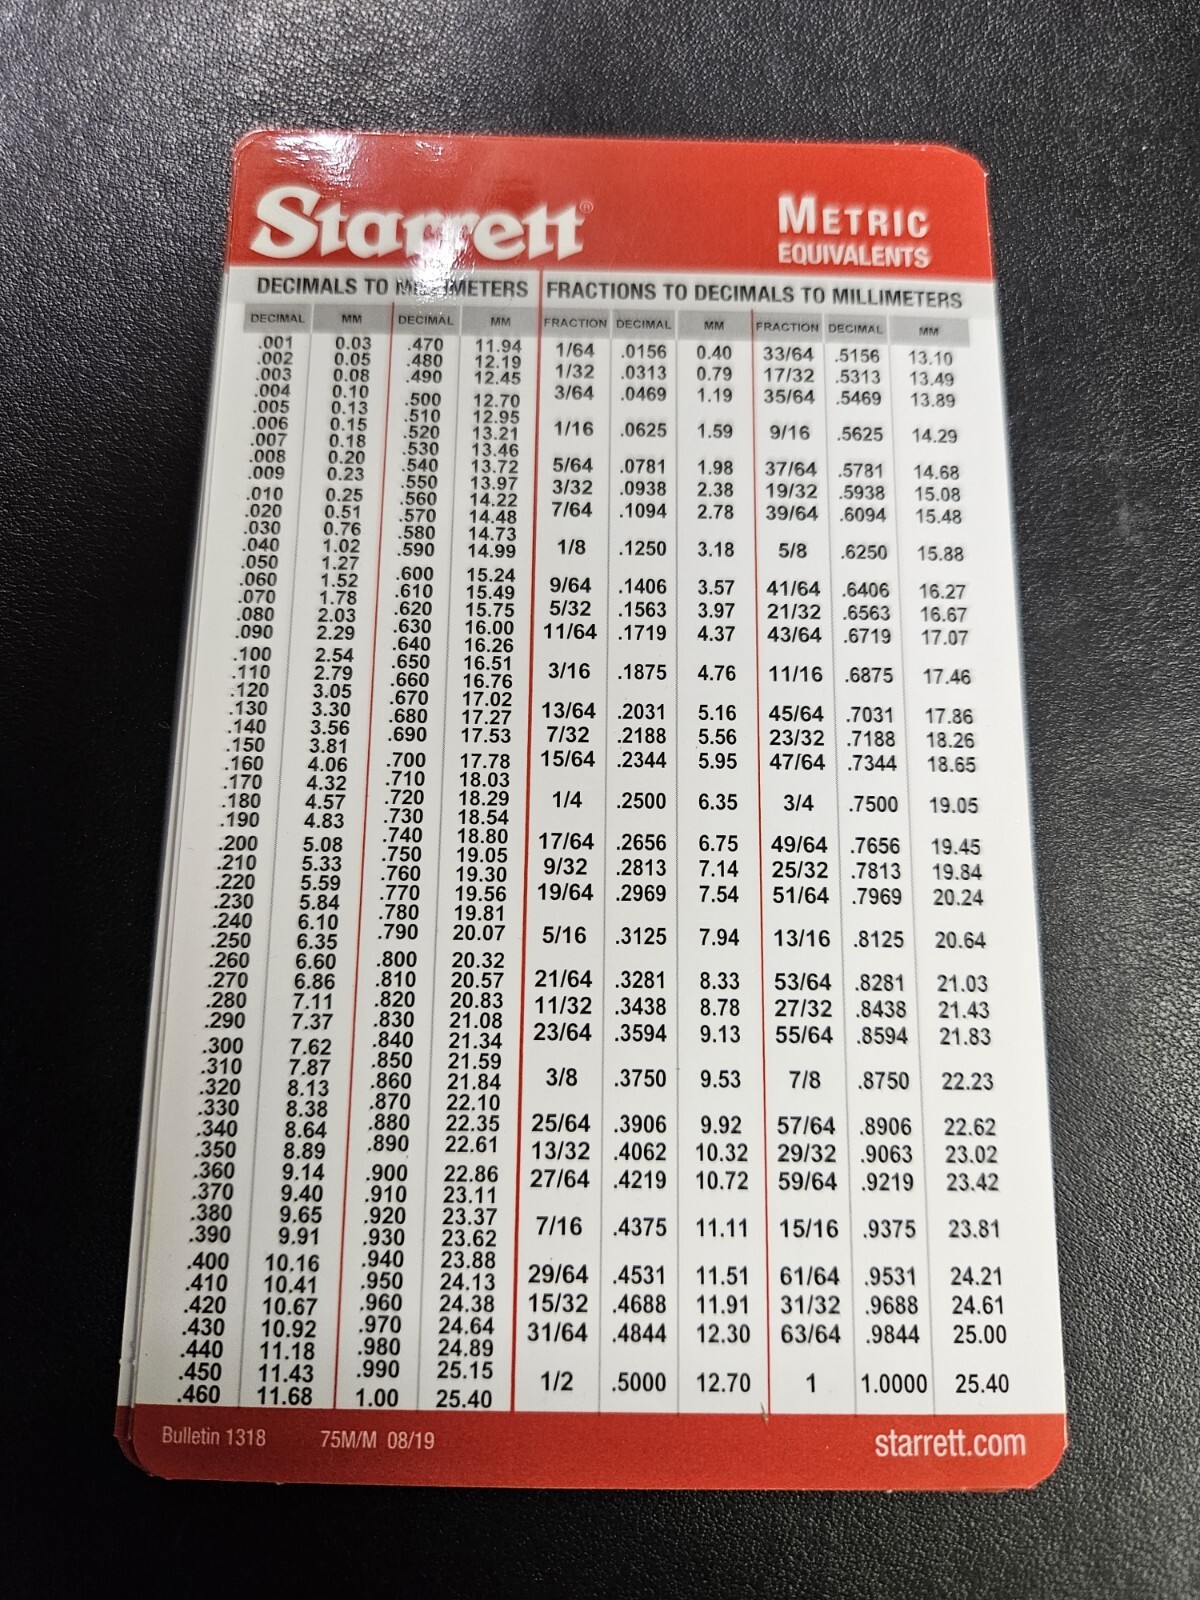 Starrett®
METRIC
EQUIVALENTS
DECIMALS TO MILLIMETERS
DECIMAL MM
.001 0.03
.002 0.05
.003 0.08
.004 0.10
.005 0.13
.006 0.15
.007 0.18
.008 0.20
.009 0.23
.010 0.25
.020 0.51
.030 0.76
.040 1.02
.050 1.27
.060 1.52
.070 1.78
.080 2.03
.090 2.29
.100 2.54
.110 2.79
.120 3.05
.130 3.30
.140 3.56
.150 3.81
.160 4.06
.170 4.32
.180 4.57
.190 4.83
.200 5.08
.210 5.33
.220 5.59
.230 5.84
.240 6.10
.250 6.35
.260 6.60
.270 6.86
.280 7.11
.290 7.37
.300 7.62
.310 7.87
.320 8.13
.330 8.38
.340 8.64
.350 8.89
.360 9.14
.370 9.40
.380 9.65
.390 9.91
.400 10.16
.410 10.41
.420 10.67
.430 10.92
.440 11.18
.450 11.43
.460 11.68
DECIMAL MM
.470 11.94
.480 12.19
.490 12.45
.500 12.70
.510 12.95
.520 13.21
.530 13.46
.540 13.72
.550 13.97
.560 14.22
.570 14.48
.580 14.73
.590 14.99
.600 15.24
.610 15.49
.620 15.75
.630 16.00
.640 16.26
.650 16.51
.660 16.76
.670 17.02
.680 17.27
.690 17.53
.700 17.78
.710 18.03
.720 18.29
.730 18.54
.740 18.80
.750 19.05
.760 19.30
.770 19.56
.780 19.81
.790 20.07
.800 20.32
.810 20.57
.820 20.83
.830 21.08
.840 21.34
.850 21.59
.860 21.84
.870 22.10
.880 22.35
.890 22.61
.900 22.86
.910 23.11
.920 23.37
.930 23.62
.940 23.88
.950 24.13
.960 24.38
.970 24.64
.980 24.89
.990 25.15
1.00 25.40
FRACTIONS TO DECIMALS TO MILLIMETERS
FRACTION DECIMAL MM FRACTION DECIMAL MM
1/64 .0156 0.40 33/64 .5156 13.10
1/32 .0313 0.79 17/32 .5313 13.49
3/64 .0469 1.19 35/64 .5469 13.89
1/16 .0625 1.59 9/16 .5625 14.29
5/64 .0781 1.98 37/64 .5781 14.68
3/32 .0938 2.38 19/32 .5938 15.08
7/64 .1094 2.78 39/64 .6094 15.48
1/8 .1250 3.18 5/8 .6250 15.88
9/64 .1406 3.57 41/64 .6406 16.27
5/32 .1563 3.97 21/32 .6563 16.67
11/64 .1719 4.37 43/64 .6719 17.07
3/16 .1875 4.76 11/16 .6875 17.46
13/64 .2031 5.16 45/64 .7031 17.86
7/32 .2188 5.56 23/32 .7188 18.26
15/64 .2344 5.95 47/64 .7344 18.65
1/4 .2500 6.35 3/4 .7500 19.05
17/64 .2656 6.75 49/64 .7656 19.45
9/32 .2813 7.14 25/32 .7813 19.84
19/64 .2969 7.54 51/64 .7969 20.24
5/16 .3125 7.94 13/16 .8125 20.64
21/64 .3281 8.33 53/64 .8281 21.03
11/32 .3438 8.78 27/32 .8438 21.43
23/64 .3594 9.13 55/64 .8594 21.83
3/8 .3750 9.53 7/8 .8750 22.23
25/64 .3906 9.92 57/64 .8906 22.62
13/32 .4062 10.32 29/32 .9063 23.02
27/64 .4219 10.72 59/64 .9219 23.42
7/16 .4375 11.11 15/16 .9375 23.81
29/64 .4531 11.51 61/64 .9531 24.21
15/32 .4688 11.91 31/32 .9688 24.61
31/64 .4844 12.30 63/64 .9844 25.00
1/2 .5000 12.70 1 1.0000 25.40
Bulletin 1318 75M/M 08/19
starrett.com